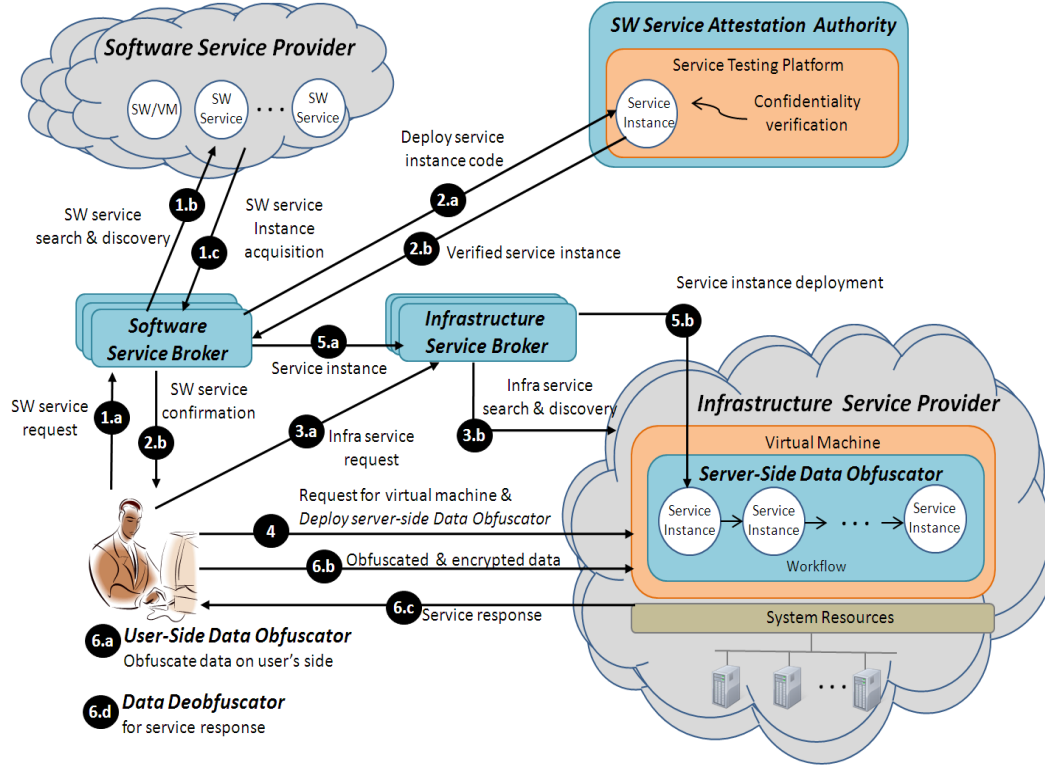 Software Service Provider
SW/VM
SW
Service
. . .
SW
Service
SW Service Attestation Authority
Service Testing Platform
Service
Instance
Confidentiality
verification
Deploy service
instance code
1.b
SW service
search & discovery
1.c
SW service
Instance
acquisition
2.a
2.b
Verified service instance
Service instance deployment
Software
Service Broker
5.a
Service instance
Infrastructure
Service Broker
5.b
SW service
request
1.a
SW service
confirmation
2.b
3.a
Infra service
request
Infra service
search & discovery
3.b
Infrastructure Service Provider
Virtual Machine
Server-Side Data Obfuscator
Service
Instance
Service
Instance
. . .
Service
Instance
Workflow
Request for virtual machine &
Deploy server-side Data Obfuscator
4
6.b
Obfuscated & encrypted data
6.c
Service response
System Resources
...
6.a
User-Side Data Obfuscator
Obfuscate data on user's side
6.d
Data Deobfuscator
for service response